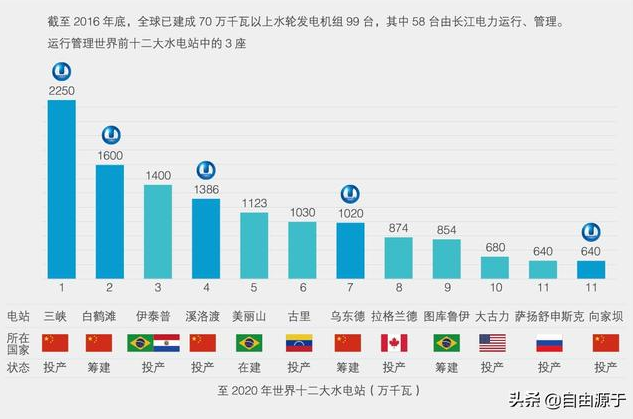 截至 2016 年底，全球已建成 70 万千瓦以上水轮发电机组 99 台，其中 58 台由长江电力运行、管理。
运行管理世界前十二大水电站中的 3 座
2250
1600
1400
1386
1123
1030
1020
874
854
680
640
640
1 2 3 4 5 6 7 8 9 10 11 11
电站 三峡 白鹤滩 伊泰普 溪洛渡 美丽山 古里 乌东德 拉格兰德 图库鲁伊 大古力 萨扬舒申斯克 向家坝
所在
国家
状态 投产 筹建 投产 投产 在建 投产 筹建 投产 筹建 投产 投产 投产
至 2020 年世界十二大水电站（万千瓦）
头条 @自由源于